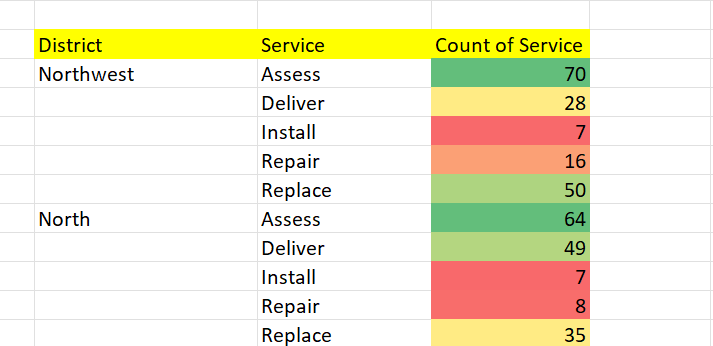 District Service Count of Service
Northwest Assess 70
Deliver 28
Install 7
Repair 16
Replace 50
North Assess 64
Deliver 49
Install 7
Repair 8
Replace 35